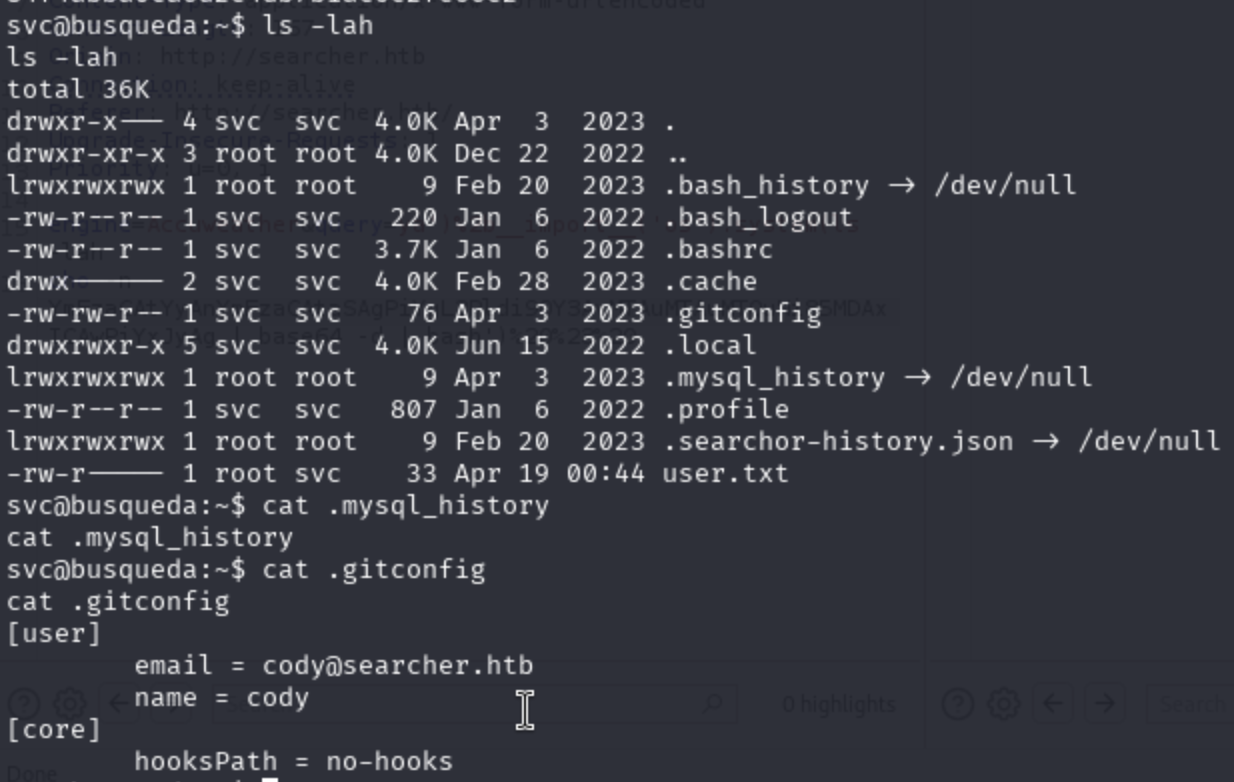 svc@busqueda:~$ ls -lah
ls -lah
total 36K
drwxr-x--- 4 svc  svc  4.0K Apr  3  2023 .
drwxr-xr-x 3 root root 4.0K Dec 22  2022 ..
lrwxrwxrwx 1 root root    9 Feb 20  2023 .bash_history -> /dev/null
-rw-r--r-- 1 svc  svc   220 Jan  6  2022 .bash_logout
-rw-r--r-- 1 svc  svc  3.7K Jan  6  2022 .bashrc
drwx------ 2 svc  svc  4.0K Feb 28  2023 .cache
-rw-rw-r-- 1 svc  svc    76 Apr  3  2023 .gitconfig
drwxrwxr-x 5 svc  svc  4.0K Jun 15  2022 .local
lrwxrwxrwx 1 root root    9 Apr  3  2023 .mysql_history -> /dev/null
-rw-r--r-- 1 svc  svc   807 Jan  6  2022 .profile
lrwxrwxrwx 1 root root    9 Feb 20  2023 .searchor-history.json -> /dev/null
-rw-r----- 1 root svc    33 Apr 19 00:44 user.txt
svc@busqueda:~$ cat .mysql_history
cat .mysql_history
svc@busqueda:~$ cat .gitconfig
cat .gitconfig
[user]
        email = cody@searcher.htb
        name = cody
0 highlights
Search
[core]
        hooksPath = no-hooks
Done